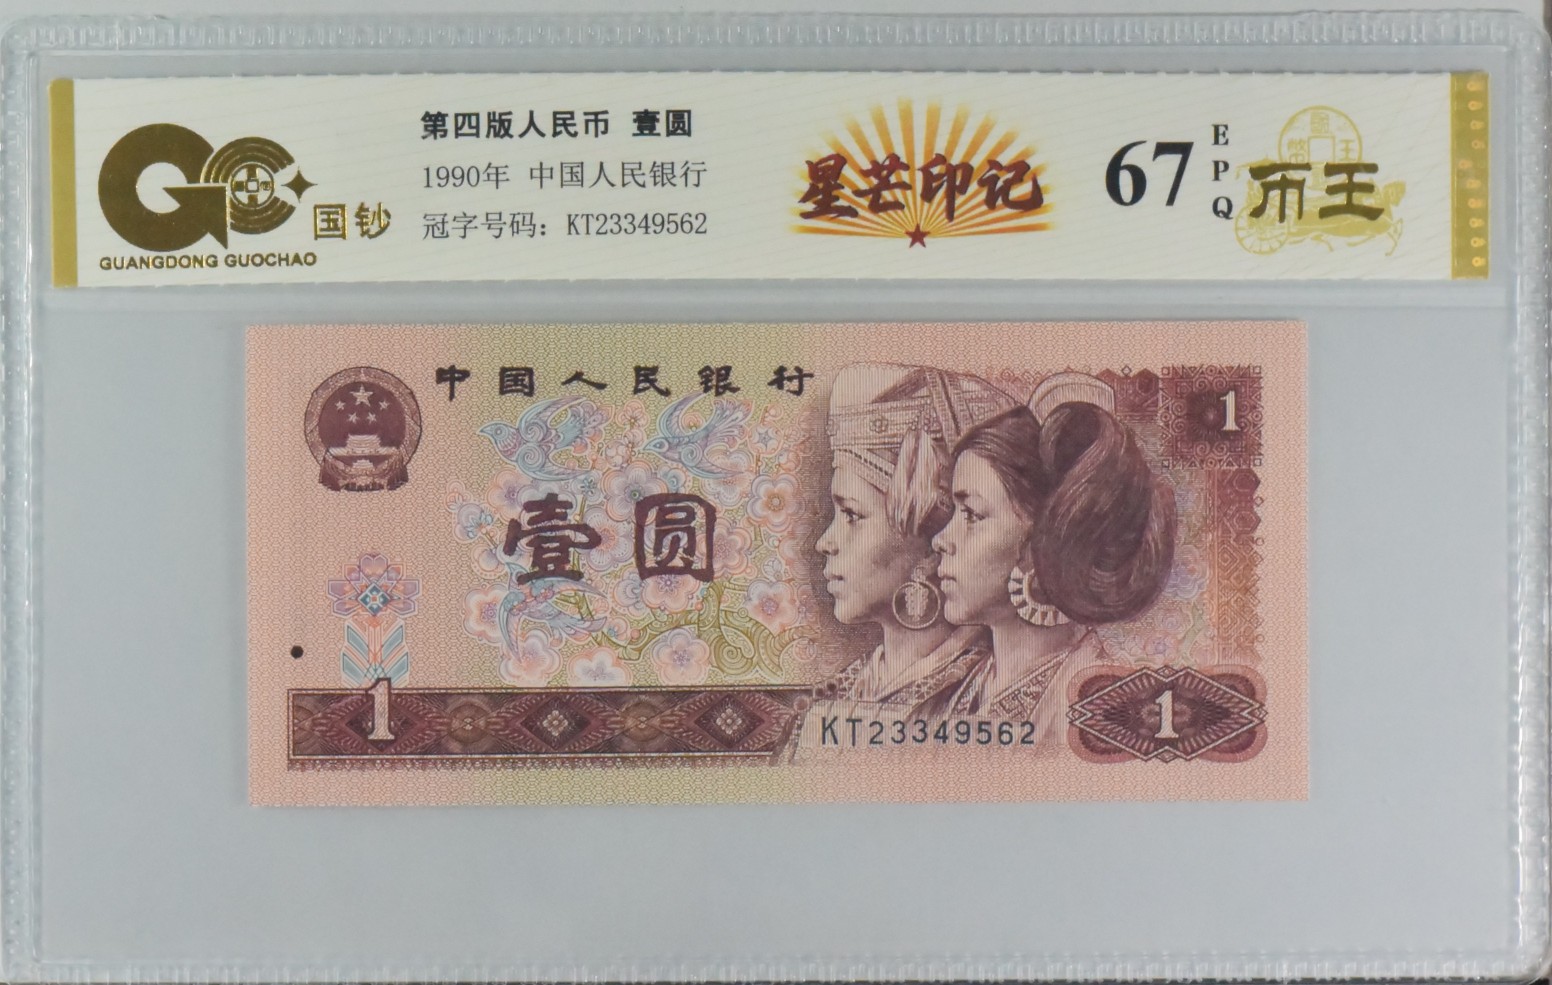 国钞
GUANGDONG GUOCHAO
第四版人民币 壹圆
1990年 中国人民银行
冠字号码：KT23349562
星芒印记
67
EPQ
币王
中国人民银行
1
壹圆
1
KT23349562
1